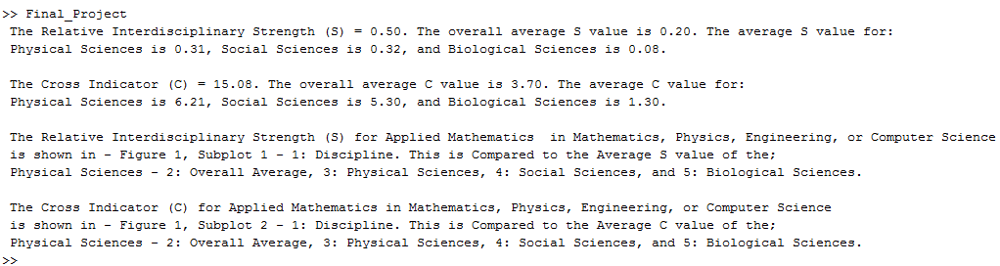 >> Final_Project
The Relative Interdisciplinary Strength (S) = 0.50. The overall average S value is 0.20. The average S value for:
Physical Sciences is 0.31, Social Sciences is 0.32, and Biological Sciences is 0.08.
The Cross Indicator (C) = 15.08. The overall average C value is 3.70. The average C value for:
Physical Sciences is 6.21, Social Sciences is 5.30, and Biological Sciences is 1.30.
The Relative Interdisciplinary Strength (S) for Applied Mathematics  in Mathematics, Physics, Engineering, or Computer Science
is shown in - Figure 1, Subplot 1 - 1: Discipline. This is Compared to the Average S value of the;
Physical Sciences - 2: Overall Average, 3: Physical Sciences, 4: Social Sciences, and 5: Biological Sciences.
The Cross Indicator (C) for Applied Mathematics in Mathematics, Physics, Engineering, or Computer Science
is shown in - Figure 1, Subplot 2 - 1: Discipline. This is Compared to the Average C value of the;
Physical Sciences - 2: Overall Average, 3: Physical Sciences, 4: Social Sciences, and 5: Biological Sciences.
>>